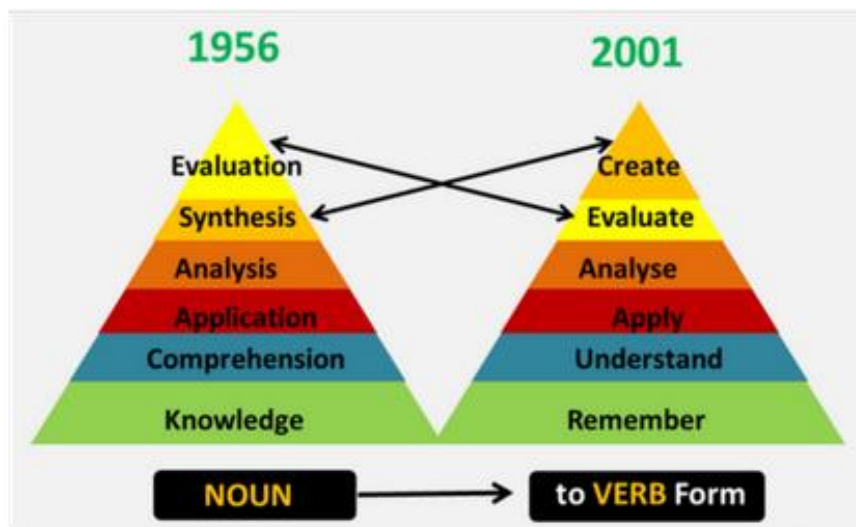 1956
2001
Evaluation
Synthesis
Analysis
Application
Comprehension
Knowledge
Create
Evaluate
Analyse
Apply
Understand
Remember
NOUN
to VERB Form